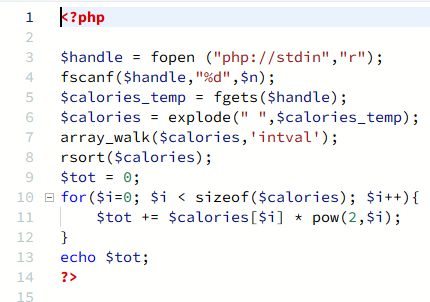 1 <?php
2
3 $handle = fopen ("php://stdin","r");
4 fscanf($handle,"%d",$n);
5 $calories_temp = fgets($handle);
6 $calories = explode(" ",$calories_temp);
7 array_walk($calories,'intval');
8 rsort($calories);
9 $tot = 0;
10 for($i=0; $i < sizeof($calories); $i++){
11     $tot += $calories[$i] * pow(2,$i);
12 }
13 echo $tot;
14 ?>
15